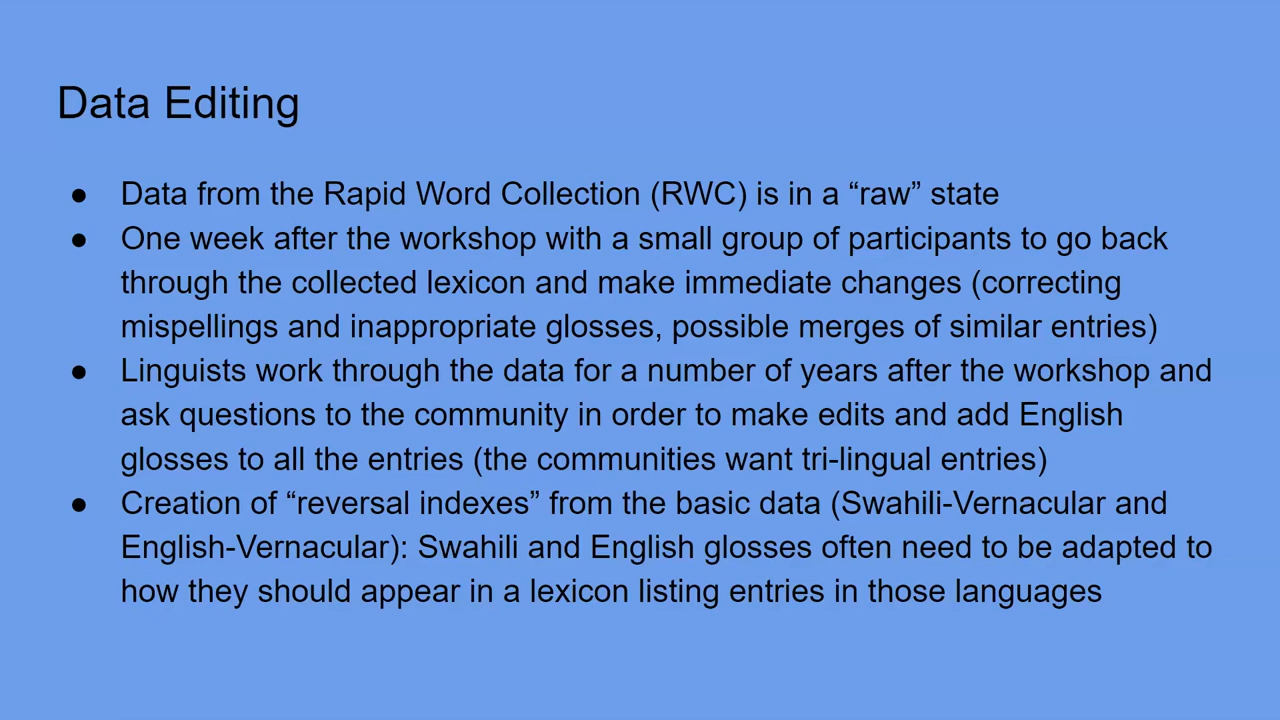 Data Editing
● Data from the Rapid Word Collection (RWC) is in a “raw” state
● One week after the workshop with a small group of participants to go back
through the collected lexicon and make immediate changes (correcting
mispellings and inappropriate glosses, possible merges of similar entries)
● Linguists work through the data for a number of years after the workshop and
ask questions to the community in order to make edits and add English
glosses to all the entries (the communities want tri-lingual entries)
● Creation of “reversal indexes” from the basic data (Swahili-Vernacular and
English-Vernacular): Swahili and English glosses often need to be adapted to
how they should appear in a lexicon listing entries in those languages